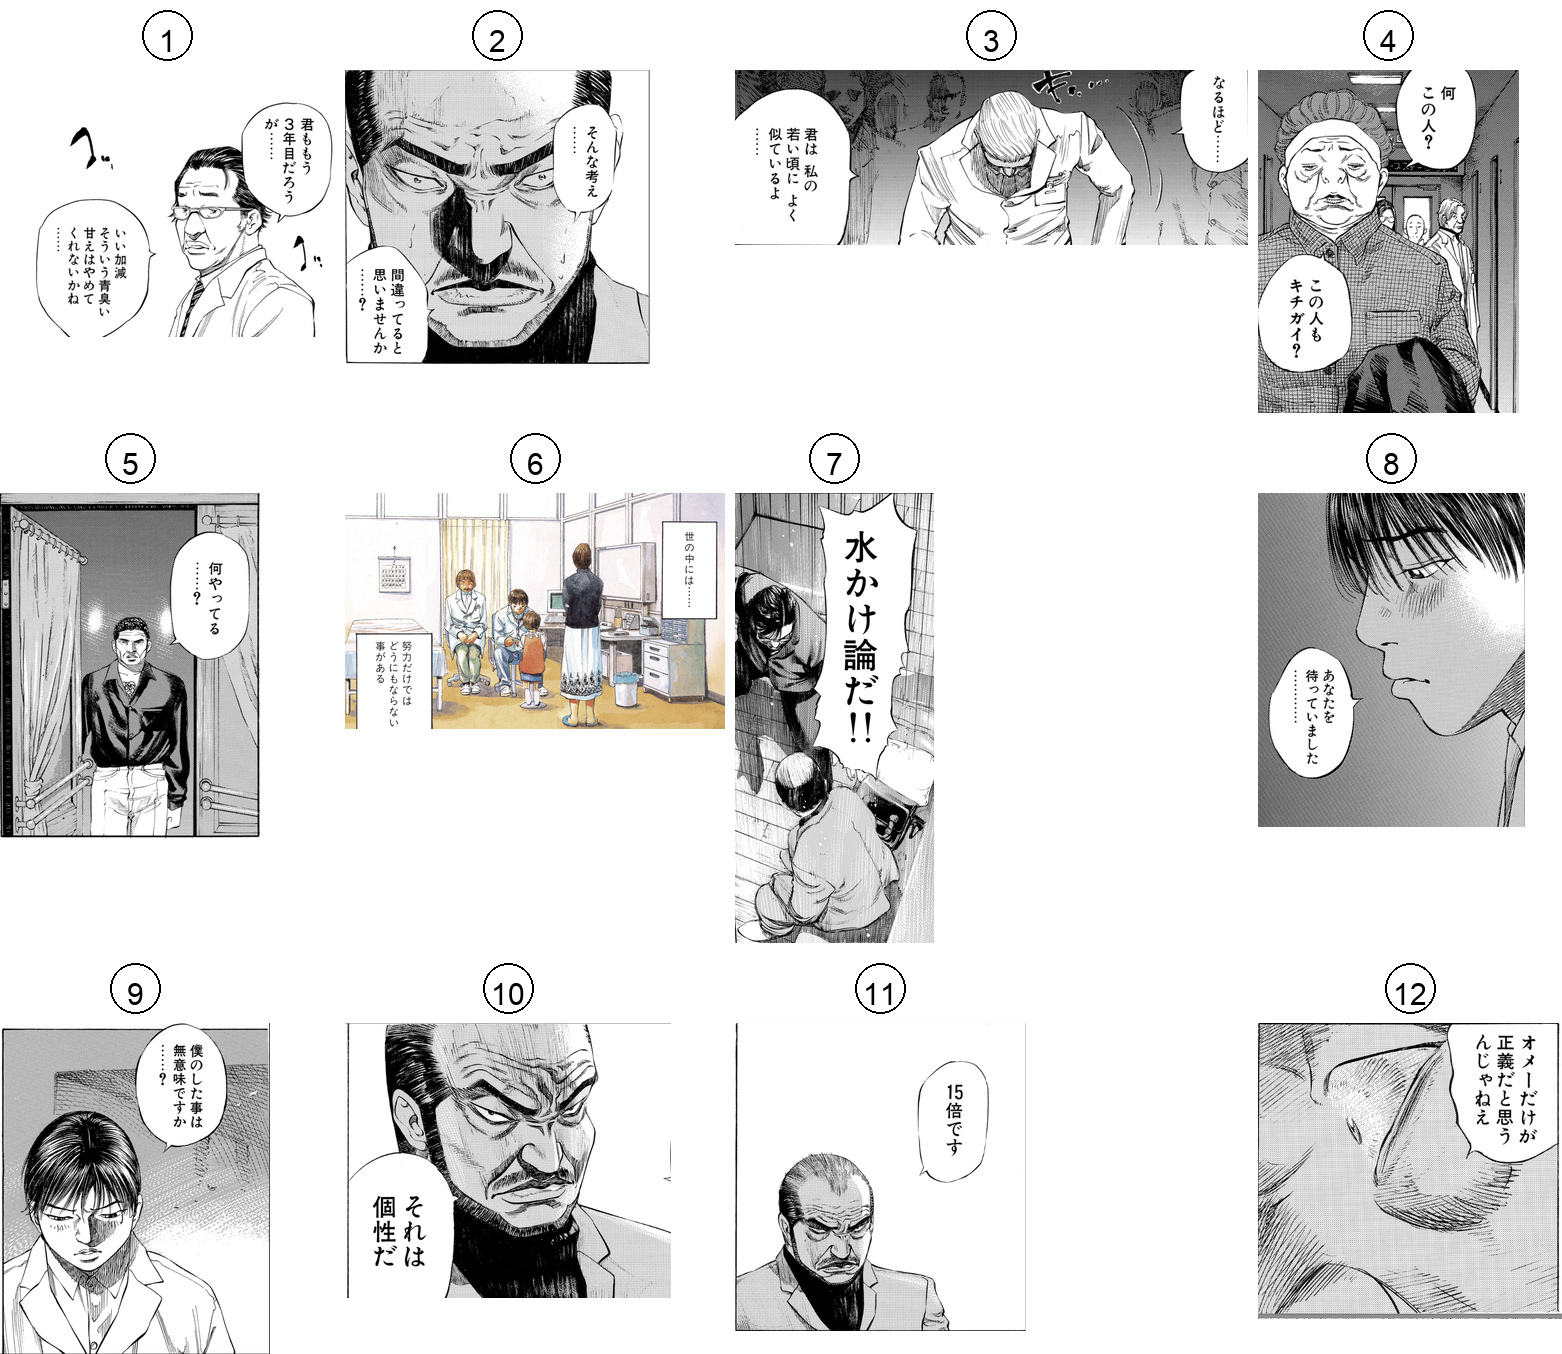 1
君ももう
3年目だろう
が……
いい加減
そういう青臭い
甘えはやめて
くれないかね
……
2
そんな考え
……
間違ってると
思いませんか
……？
3
なるほど……
君は 私の
若い頃に よく
似ているよ
……
4
何
この人？
この人も
キチガイ？
5
何やってる
……？
6
世の中には……
努力だけでは
どうにもならない
事がある
7
水かけ論だ!!
8
あなたを
待っていました
…………
9
僕のした事は
無意味ですか
……？
10
それは
個性だ
11
15倍です
12
オメーだけが
正義だと思う
んじゃねえ